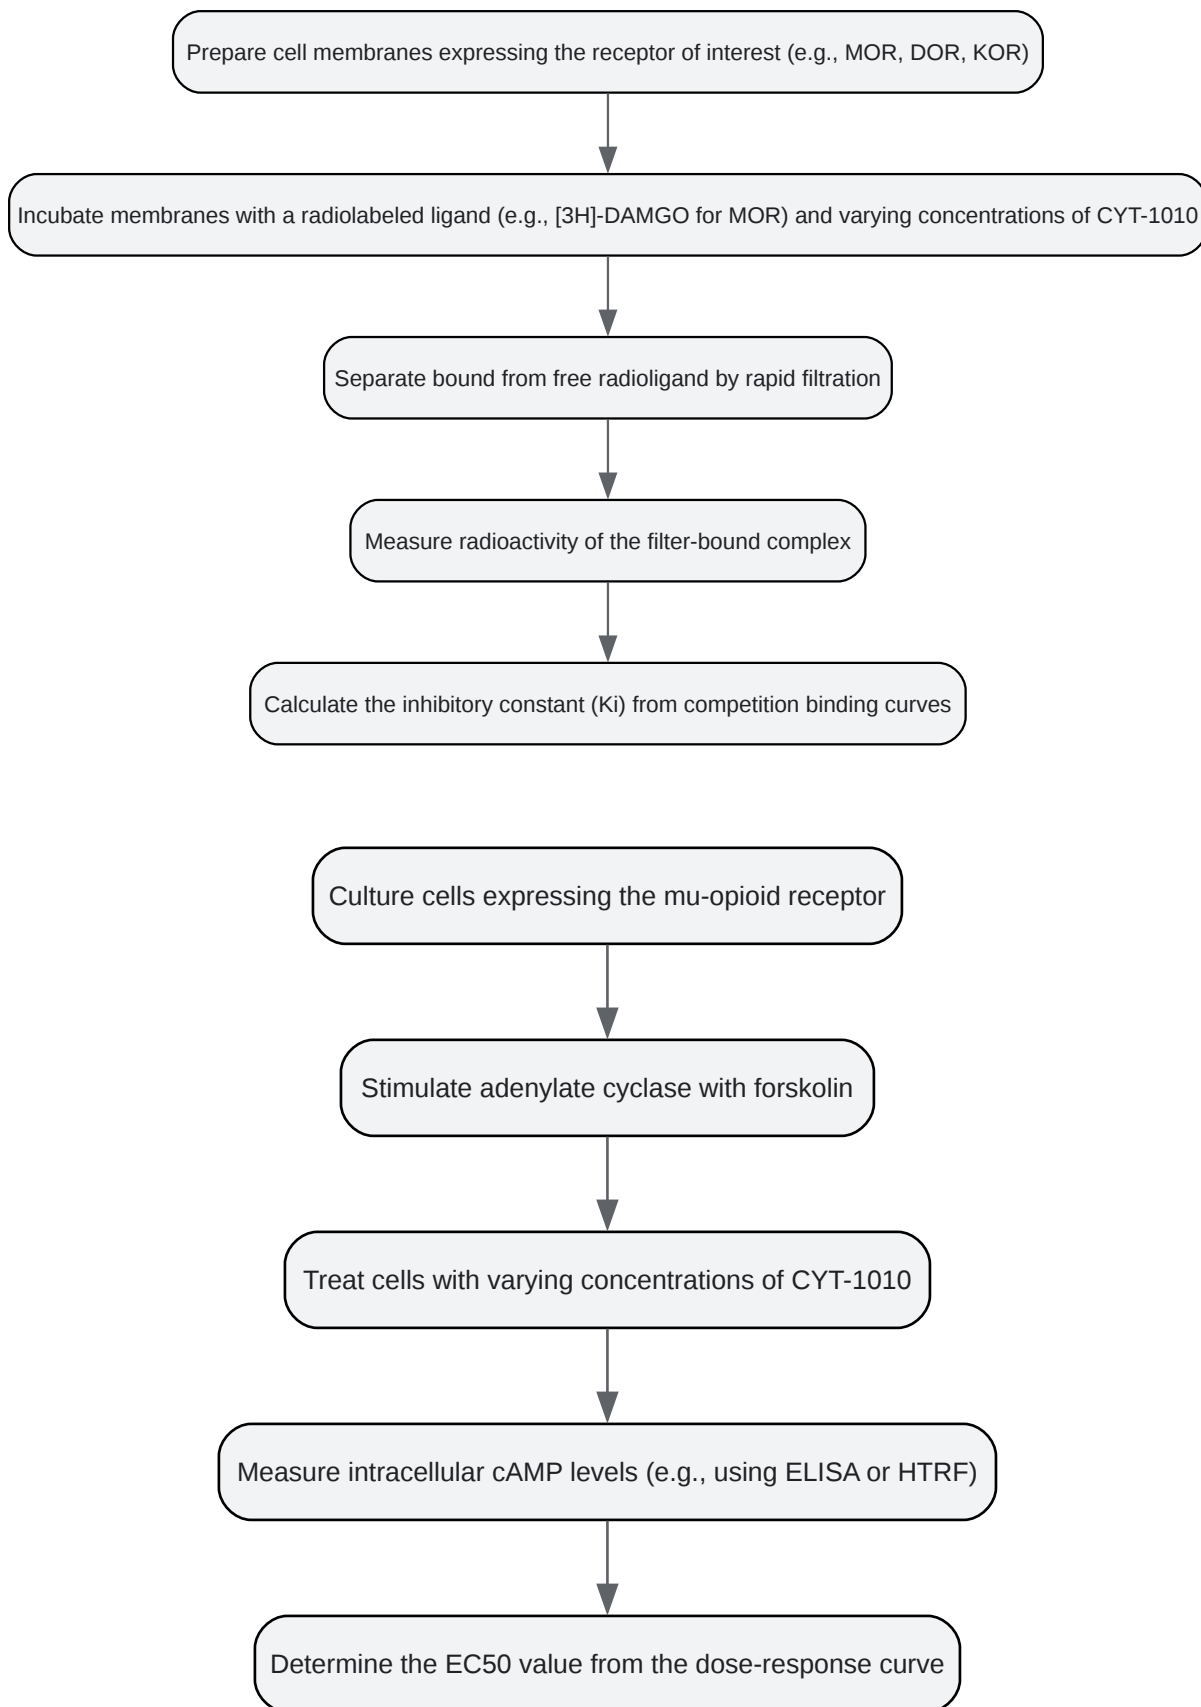 Prepare cell membranes expressing the receptor of interest (e.g., MOR, DOR, KOR)
Incubate membranes with a radiolabeled ligand (e.g., [3H]-DAMGO for MOR) and varying concentrations of CYT-1010
Separate bound from free radioligand by rapid filtration
Measure radioactivity of the filter-bound complex
Calculate the inhibitory constant (Ki) from competition binding curves
Culture cells expressing the mu-opioid receptor
Stimulate adenylate cyclase with forskolin
Treat cells with varying concentrations of CYT-1010
Measure intracellular cAMP levels (e.g., using ELISA or HTRF)
Determine the EC50 value from the dose-response curve